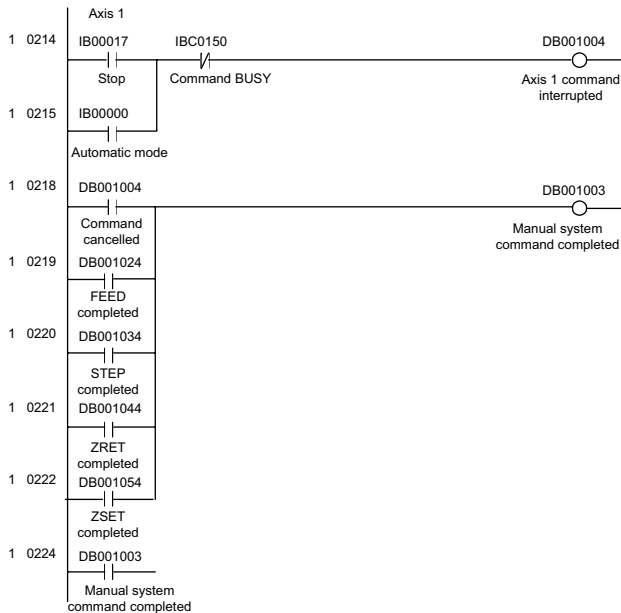 Axis 1
1 0214 IB00017 IBC0150 DB001004
Stop Command BUSY Axis 1 command
interrupted
1 0215 IB00000
Automatic mode
1 0218 DB001004 DB001003
Command
cancelled
Manual system
command completed
1 0219 DB001024
FEED
completed
1 0220 DB001034
STEP
completed
1 0221 DB001044
ZRET
completed
1 0222 DB001054
ZSET
completed
1 0224 DB001003
Manual system
command completed